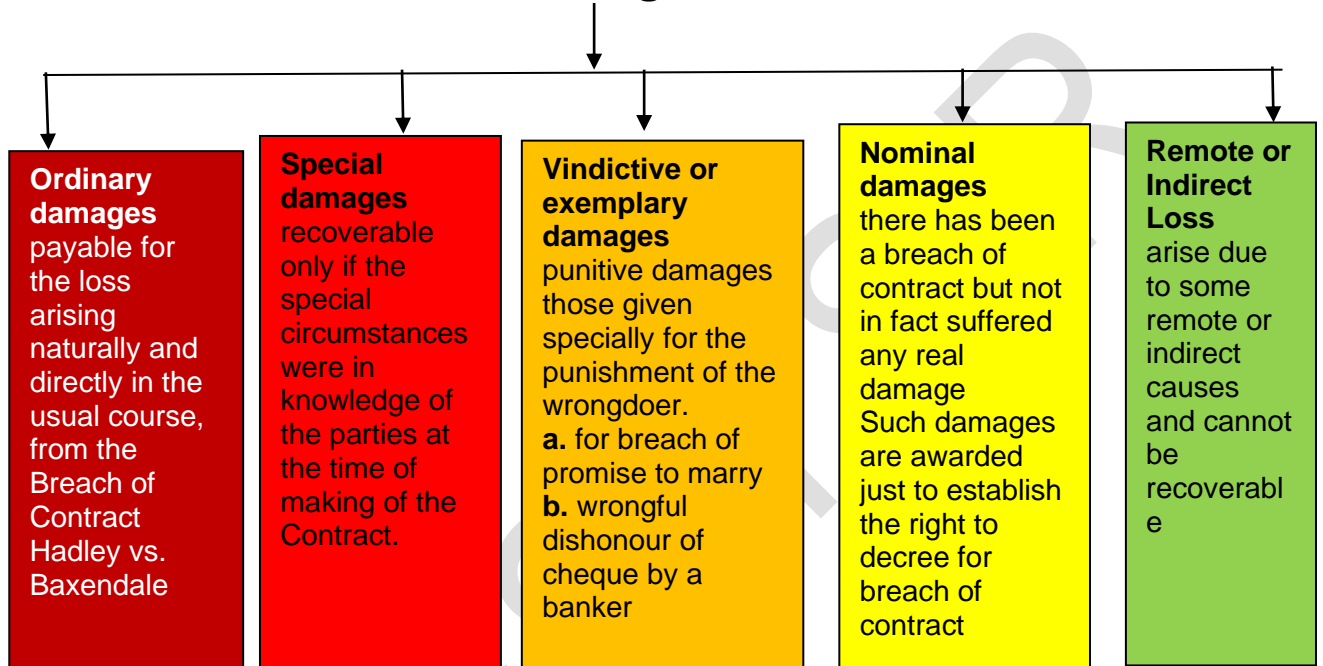 Ordinary
damages
payable for
the loss
arising
naturally and
directly in the
usual course,
from the
Breach of
Contract
Hadley vs.
Baxendale
Special
damages
recoverable
only if the
special
circumstances
were in
knowledge of
the parties at
the time of
making of the
Contract.
Vindictive or
exemplary
damages
punitive damages
those given
specially for the
punishment of the
wrongdoer.
a. for breach of
promise to marry
b. wrongful
dishonour of
cheque by a
banker
Nominal
damages
there has been
a breach of
contract but not
in fact suffered
any real
damage
Such damages
are awarded
just to establish
the right to
decree for
breach of
contract
Remote or
Indirect
Loss
arise due
to some
remote or
indirect
causes
and cannot
be
recoverabl
e